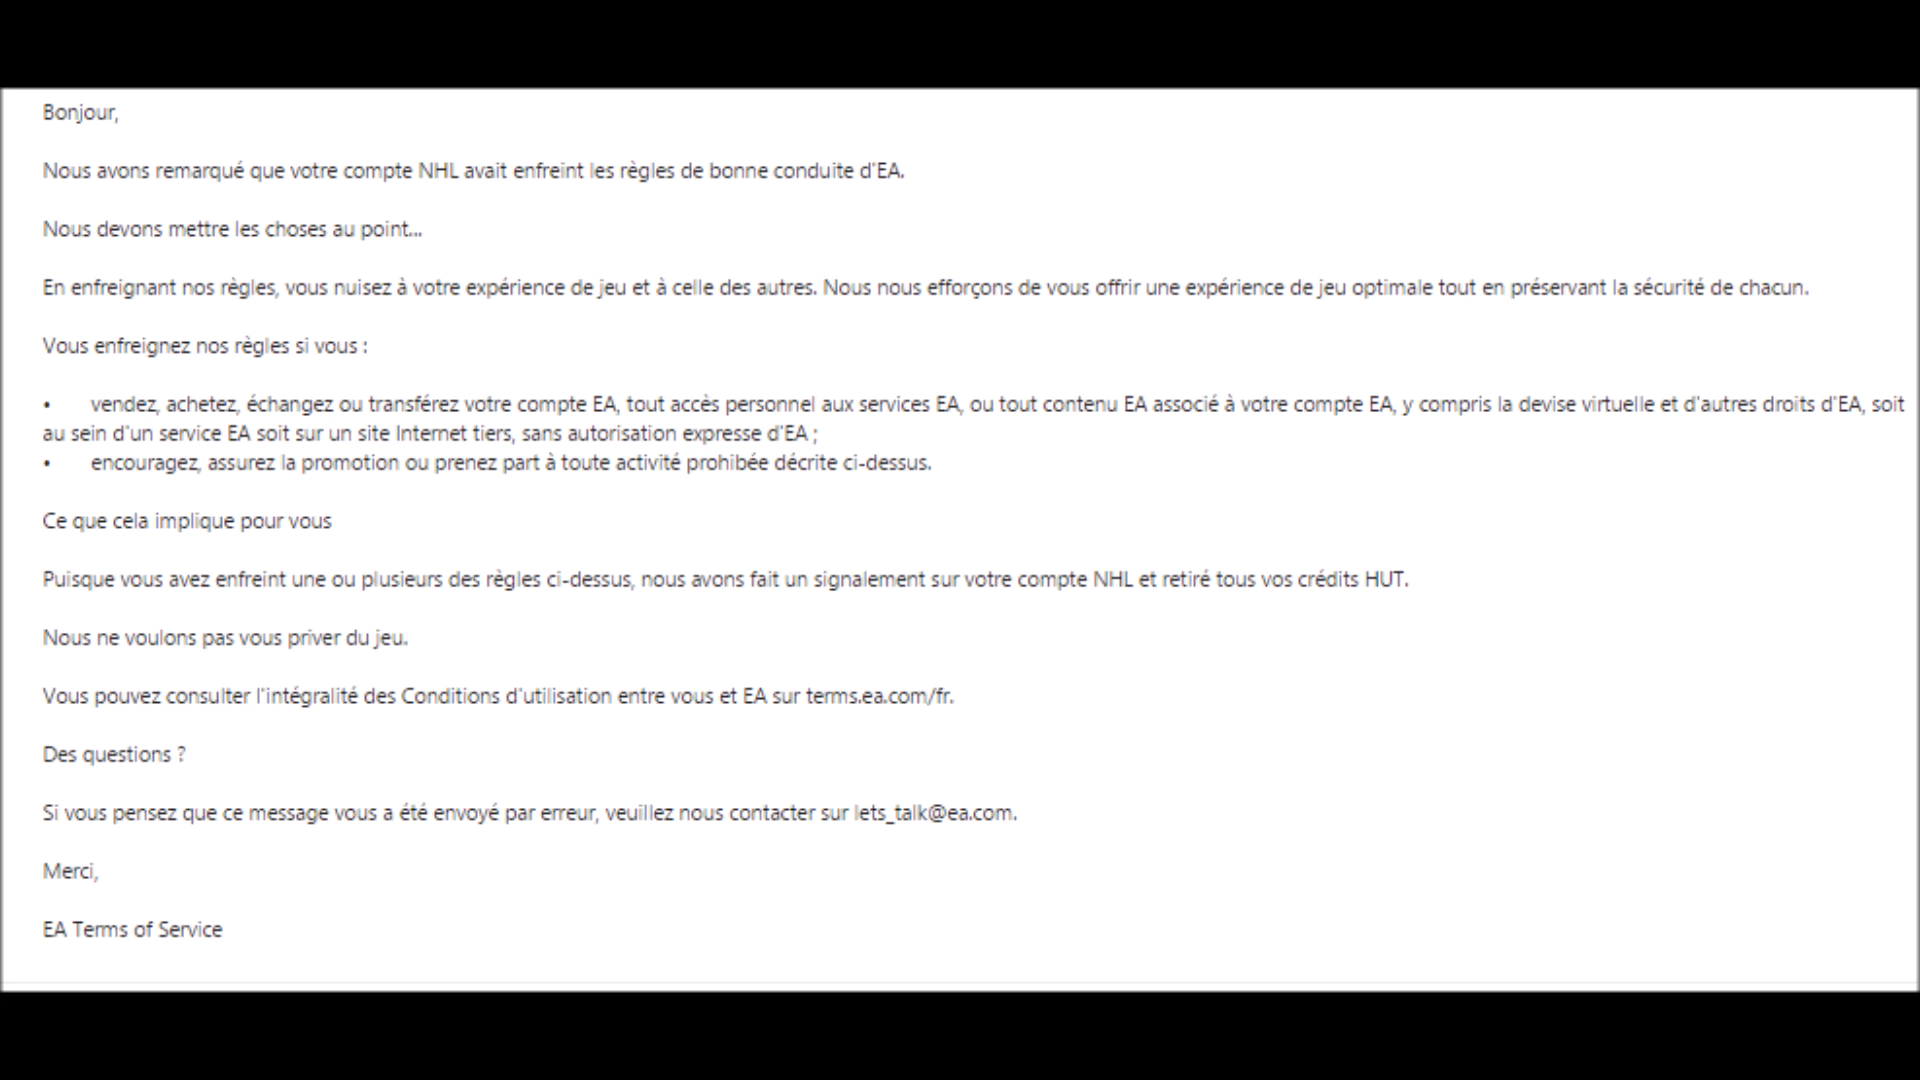 Bonjour,
Nous avons remarqué que votre compte NHL avait enfreint les règles de bonne conduite d'EA.
Nous devons mettre les choses au point...
En enfreignant nos règles, vous nuisez à votre expérience de jeu et à celle des autres. Nous nous efforçons de vous offrir une expérience de jeu optimale tout en préservant la sécurité de chacun.
Vous enfreignez nos règles si vous :
• vendez, achetez, échangez ou transférez votre compte EA, tout accès personnel aux services EA, ou tout contenu EA associé à votre compte EA, y compris la devise virtuelle et d'autres droits d'EA, soit
au sein d'un service EA soit sur un site Internet tiers, sans autorisation expresse d'EA ;
• encouragez, assurez la promotion ou prenez part à toute activité prohibée décrite ci-dessus.
Ce que cela implique pour vous
Puisque vous avez enfreint une ou plusieurs des règles ci-dessus, nous avons fait un signalement sur votre compte NHL et retiré tous vos crédits HUT.
Nous ne voulons pas vous priver du jeu.
Vous pouvez consulter l'intégralité des Conditions d'utilisation entre vous et EA sur terms.ea.com/fr.
Des questions ?
Si vous pensez que ce message vous a été envoyé par erreur, veuillez nous contacter sur lets_talk@ea.com.
Merci,
EA Terms of Service